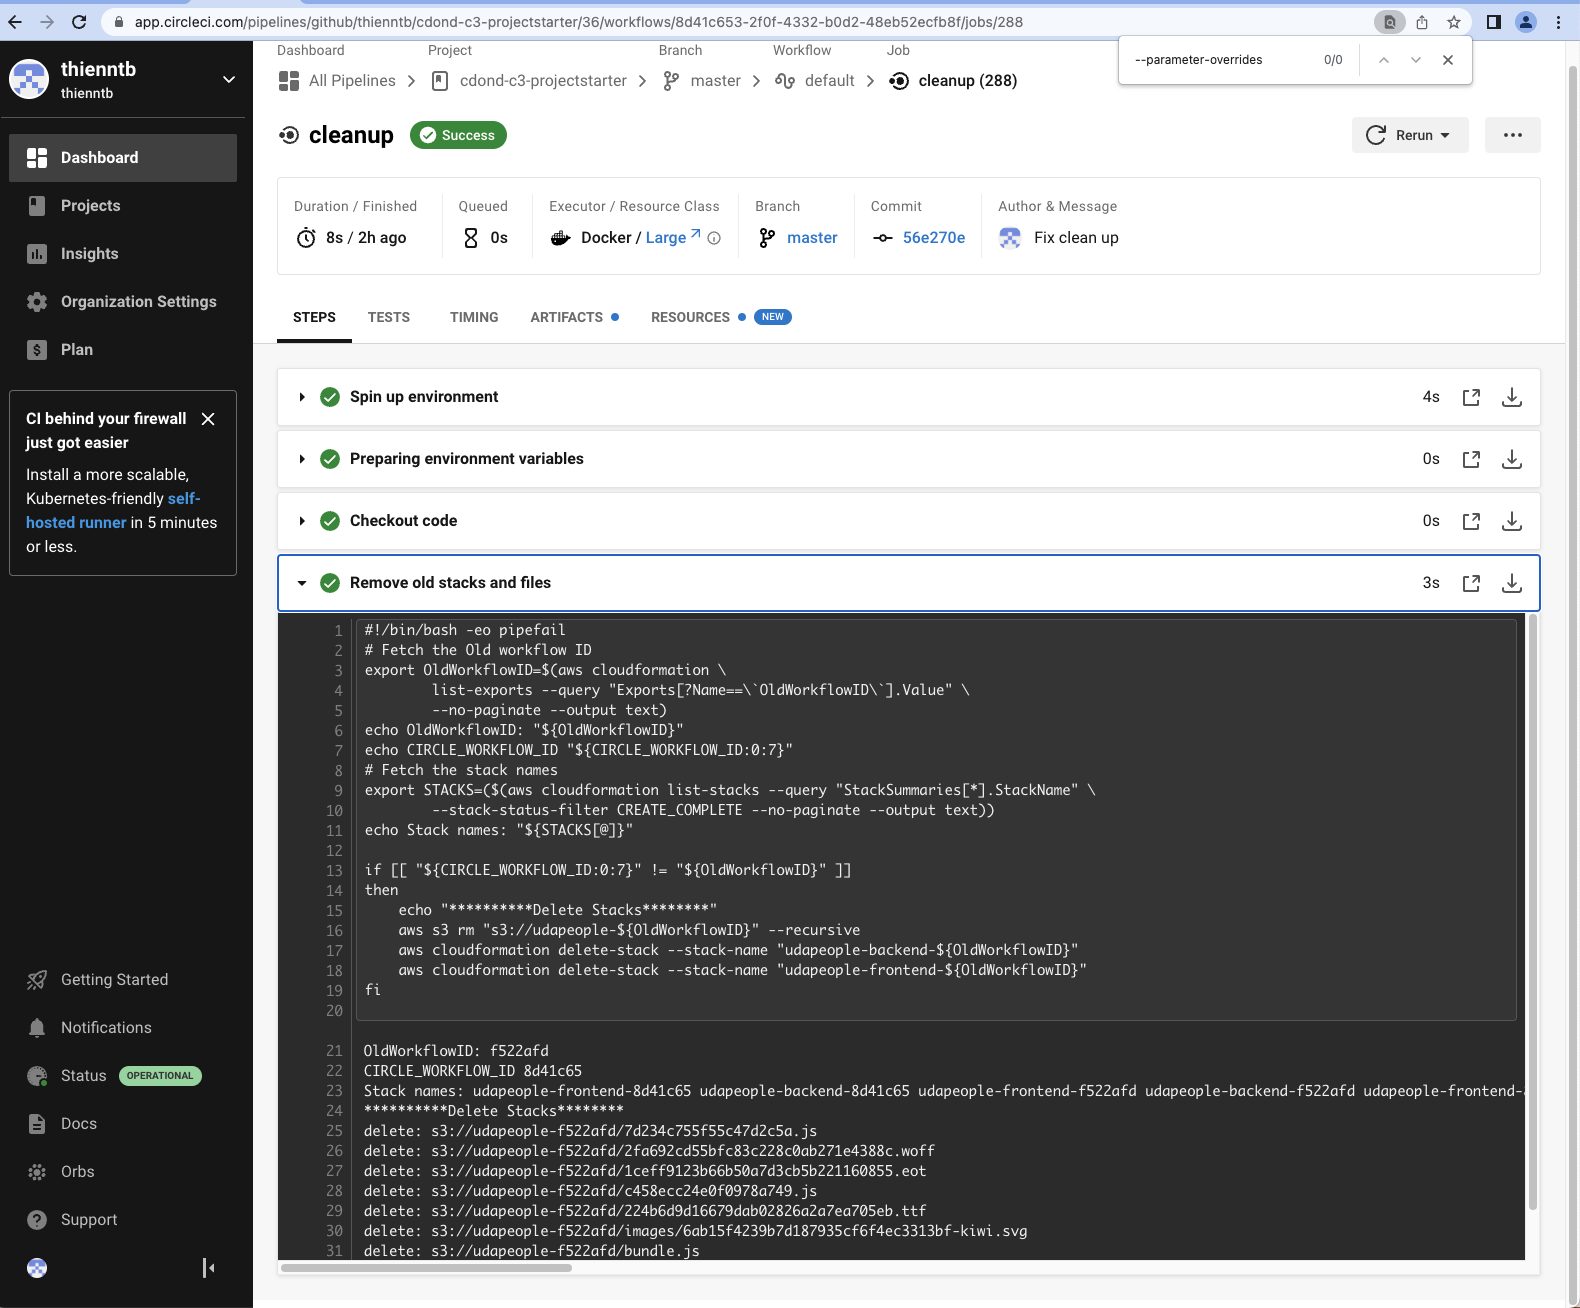 app.circleci.com/pipelines/github/thienntb/cdond-c3-projectstarter/36/workflows/8d41c653-2f0f-4332-b0d2-48eb52ecfb8f/jobs/288
--parameter-overrides 0/0
thienntb
thienntb
Dashboard
Projects
Insights
Organization Settings
Plan
CI behind your firewall
just got easier
Install a more scalable,
Kubernetes-friendly self-
hosted runner in 5 minutes
or less.
Getting Started
Notifications
Status OPERATIONAL
Docs
Orbs
Support
Dashboard Project Branch Workflow Job
All Pipelines cdond-c3-projectstarter master default cleanup (288)
cleanup Success Rerun
Duration / Finished Queued Executor / Resource Class Branch Commit Author & Message
8s / 2h ago 0s Docker / Large master 56e270e Fix clean up
STEPS TESTS TIMING ARTIFACTS RESOURCES NEW
Spin up environment 4s
Preparing environment variables 0s
Checkout code 0s
Remove old stacks and files 3s
1 #!/bin/bash -eo pipefail
2 # Fetch the Old workflow ID
3 export OldWorkflowID=$(aws cloudformation \
4         list-exports --query "Exports[?Name==\`OldWorkflowID\`].Value" \
5         --no-paginate --output text)
6 echo OldWorkflowID: "${OldWorkflowID}"
7 echo CIRCLE_WORKFLOW_ID "${CIRCLE_WORKFLOW_ID:0:7}"
8 # Fetch the stack names
9 export STACKS=($(aws cloudformation list-stacks --query "StackSummaries[*].StackName" \
10         --stack-status-filter CREATE_COMPLETE --no-paginate --output text))
11 echo Stack names: "${STACKS[@]}"
12
13 if [[ "${CIRCLE_WORKFLOW_ID:0:7}" != "${OldWorkflowID}" ]]
14 then
15     echo "**********Delete Stacks********"
16     aws s3 rm "s3://udapeople-${OldWorkflowID}" --recursive
17     aws cloudformation delete-stack --stack-name "udapeople-backend-${OldWorkflowID}"
18     aws cloudformation delete-stack --stack-name "udapeople-frontend-${OldWorkflowID}"
19 fi
20
21 OldWorkflowID: f522afd
22 CIRCLE_WORKFLOW_ID 8d41c65
23 Stack names: udapeople-frontend-8d41c65 udapeople-backend-8d41c65 udapeople-frontend-f522afd udapeople-backend-f522afd udapeople-frontend-
24 **********Delete Stacks********
25 delete: s3://udapeople-f522afd/7d234c755f55c47d2c5a.js
26 delete: s3://udapeople-f522afd/2fa692cd55bfc83c228c0ab271e4388c.woff
27 delete: s3://udapeople-f522afd/1ceff9123b66b50a7d3cb5b221160855.eot
28 delete: s3://udapeople-f522afd/c458ecc24e0f0978a749.js
29 delete: s3://udapeople-f522afd/224b6d9d16679dab02826a2a7ea705eb.ttf
30 delete: s3://udapeople-f522afd/images/6ab15f4239b7d187935cf6f4ec3313bf-kiwi.svg
31 delete: s3://udapeople-f522afd/bundle.js